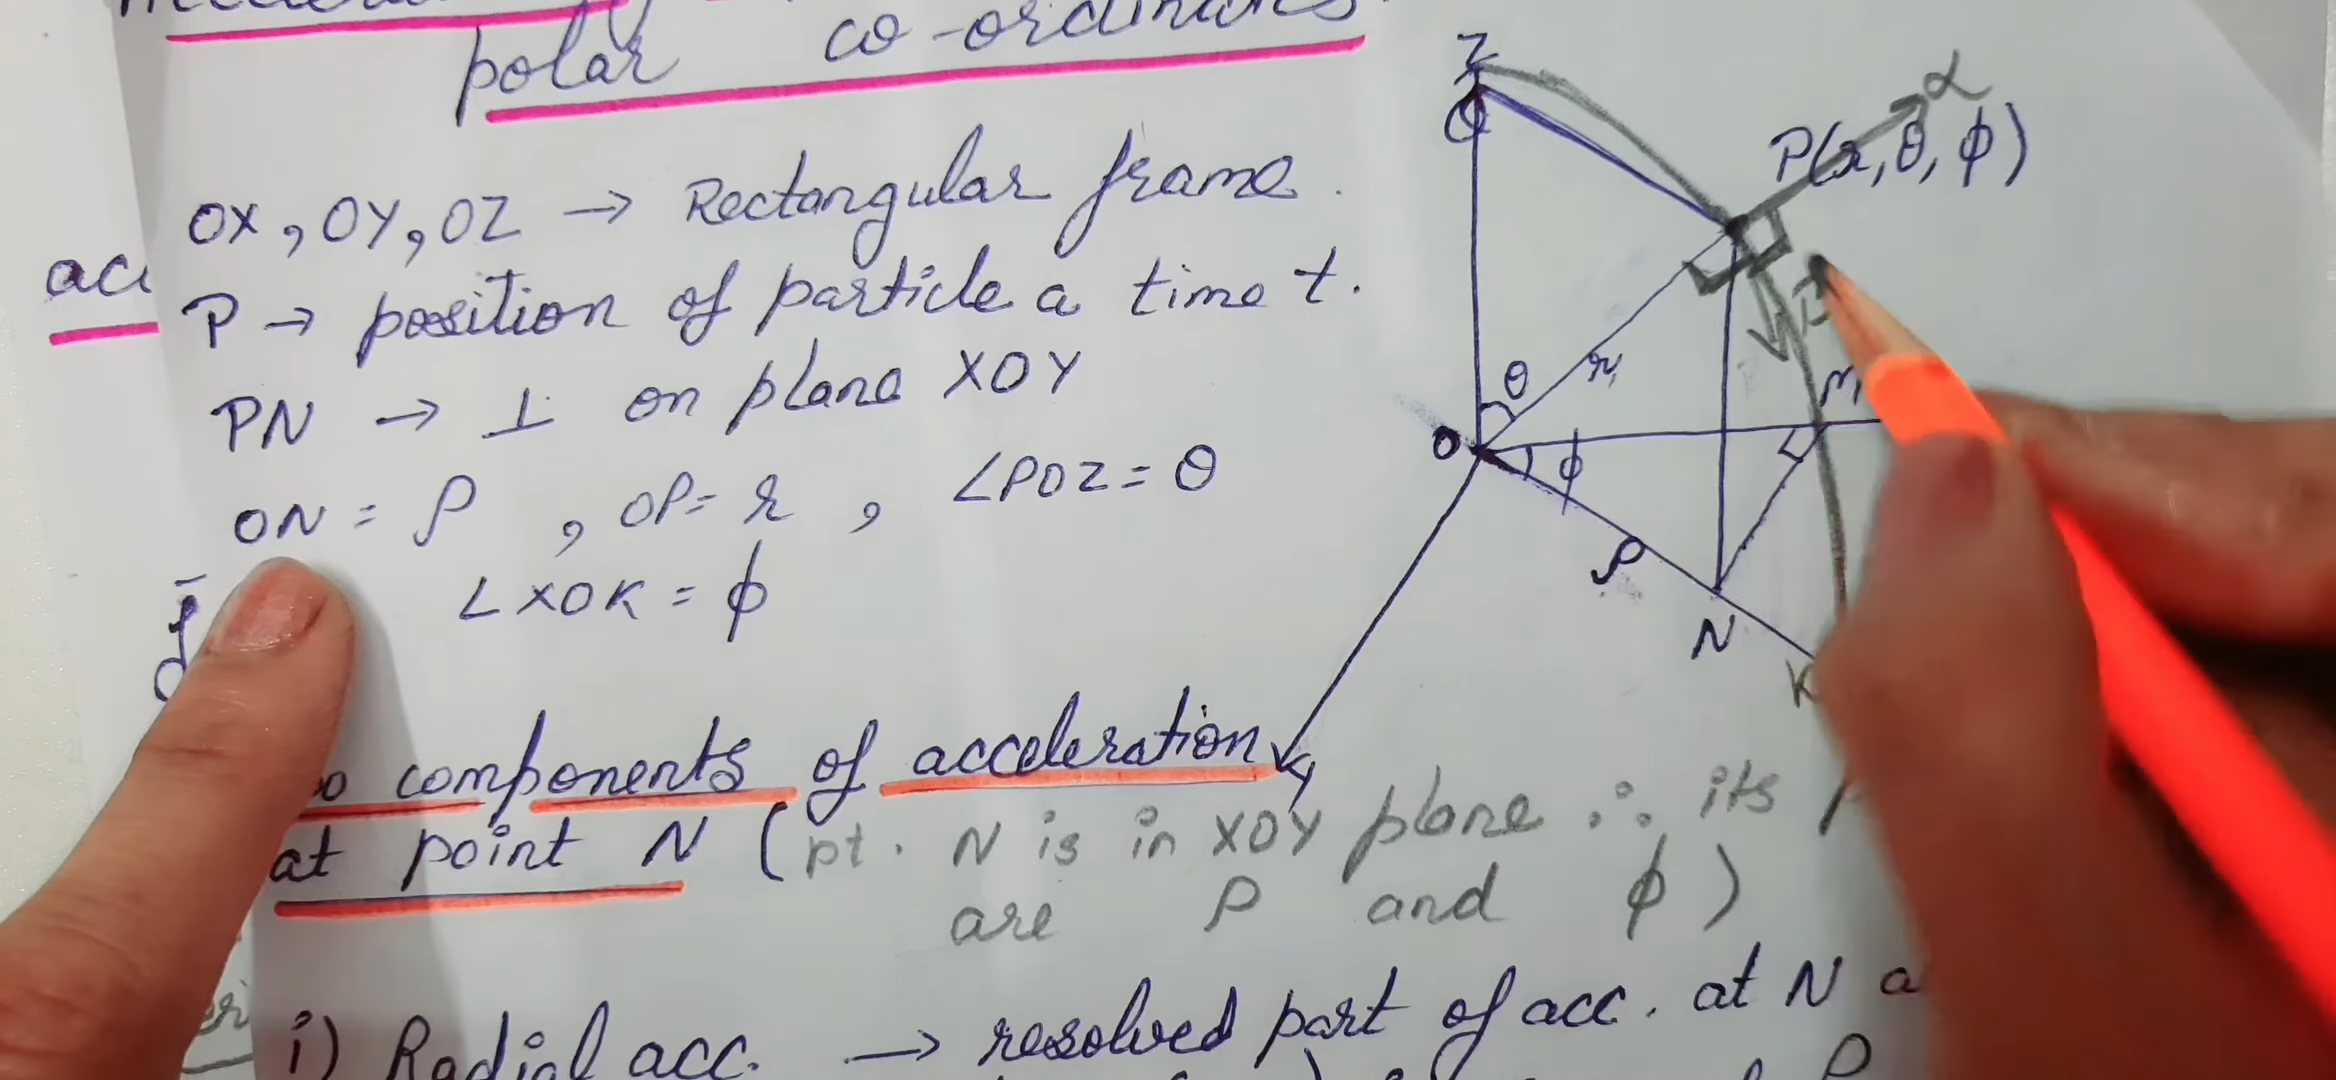 polar co-ordinates
OX, OY, OZ → Rectangular frame.
acc
P → position of particle a time t.
PN → ⊥ on plane XOY
ON = ρ, OP = r, ∠POZ = θ
∠XOK = φ
components of acceleration
at point N (pt. N is in XOY plane ∴ its
are ρ and φ)
i) Radial acc. → resolved part of acc. at N
Z
Q
α
P(r, θ, φ)
β
θ
r
M
O
φ
ρ
N
K
Y